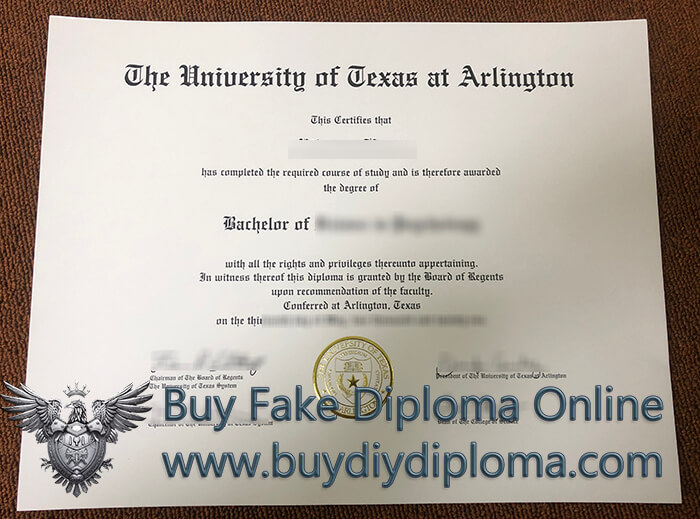 The University of Texas at Arlington
This Certifies that
has completed the required course of study and is therefore awarded
the degree of
Bachelor of
with all the rights and privileges thereunto appertaining.
In witness thereof this diploma is granted by the Board of Regents
upon recommendation of the faculty.
Conferred at Arlington, Texas
on the
Chairman of The Board of Regents
The University of Texas System
President of The University of Texas at Arlington
Buy Fake Diploma Online
www.buydiydiploma.com